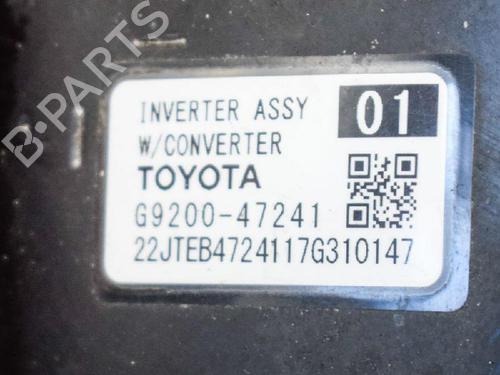 B-PARTS
INVERTER ASSY
01
W/CONVERTER
TOYOTA
G9200-47241
22JTEB4724117G310147